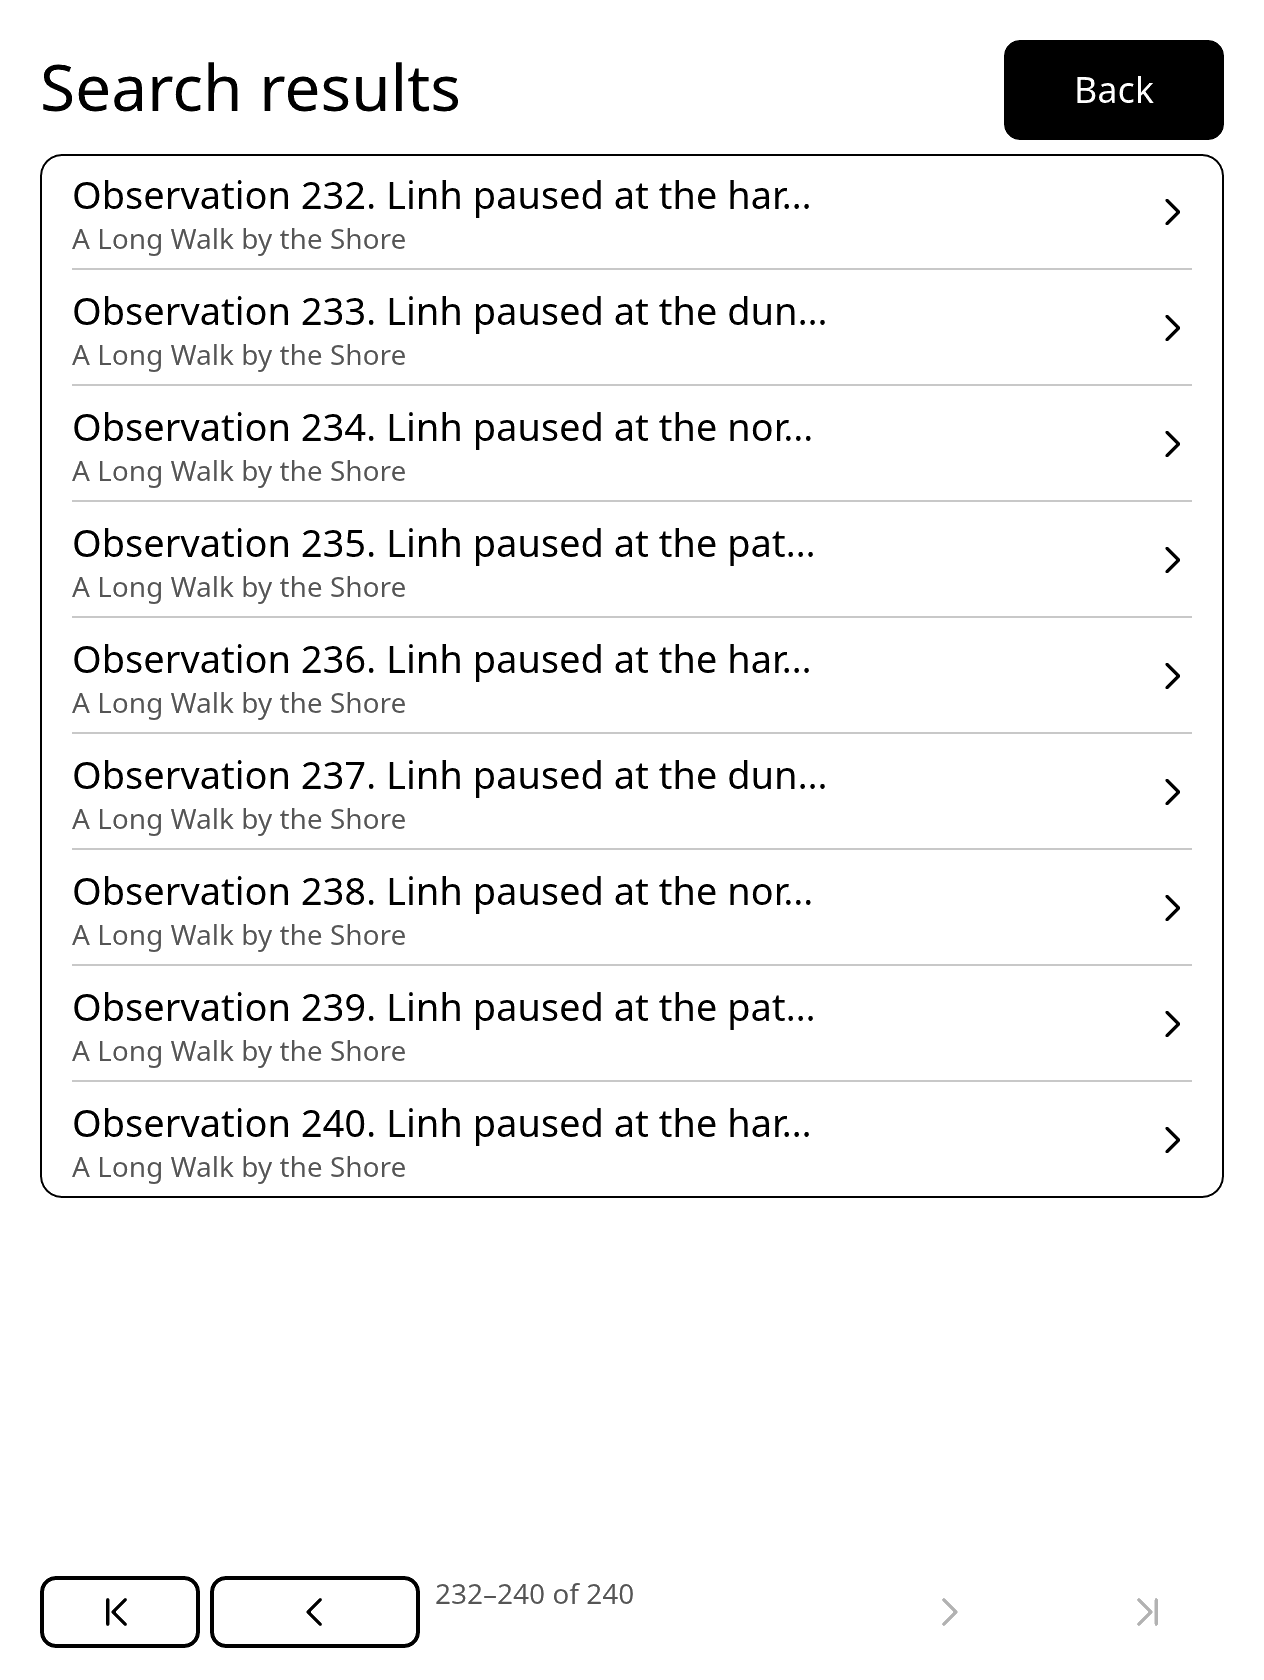 Search results
Back
Observation 232. Linh paused at the har...
A Long Walk by the Shore
Observation 233. Linh paused at the dun...
A Long Walk by the Shore
Observation 234. Linh paused at the nor...
A Long Walk by the Shore
Observation 235. Linh paused at the pat...
A Long Walk by the Shore
Observation 236. Linh paused at the har...
A Long Walk by the Shore
Observation 237. Linh paused at the dun...
A Long Walk by the Shore
Observation 238. Linh paused at the nor...
A Long Walk by the Shore
Observation 239. Linh paused at the pat...
A Long Walk by the Shore
Observation 240. Linh paused at the har...
A Long Walk by the Shore
232–240 of 240